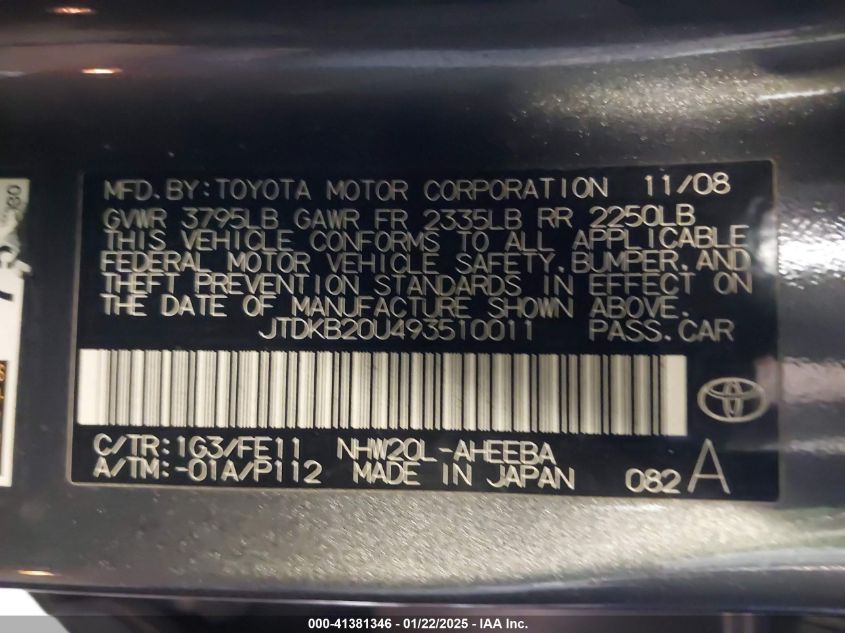 MFD. BY: TOYOTA MOTOR CORPORATION 11/08
GVWR 3795LB GAWR FR 2335LB RR 2250LB
THIS VEHICLE CONFORMS TO ALL APPLICABLE
FEDERAL MOTOR VEHICLE SAFETY, BUMPER, AND
THEFT PREVENTION STANDARDS IN EFFECT ON
THE DATE OF MANUFACTURE SHOWN ABOVE.
JTDKB20U493510011 PASS. CAR
C/TR: 1G3/FE11 NHW20L-AHEEBA
A/TM: -01A/P112 MADE IN JAPAN 082 A
000-41381346 - 01/22/2025 - IAA Inc.